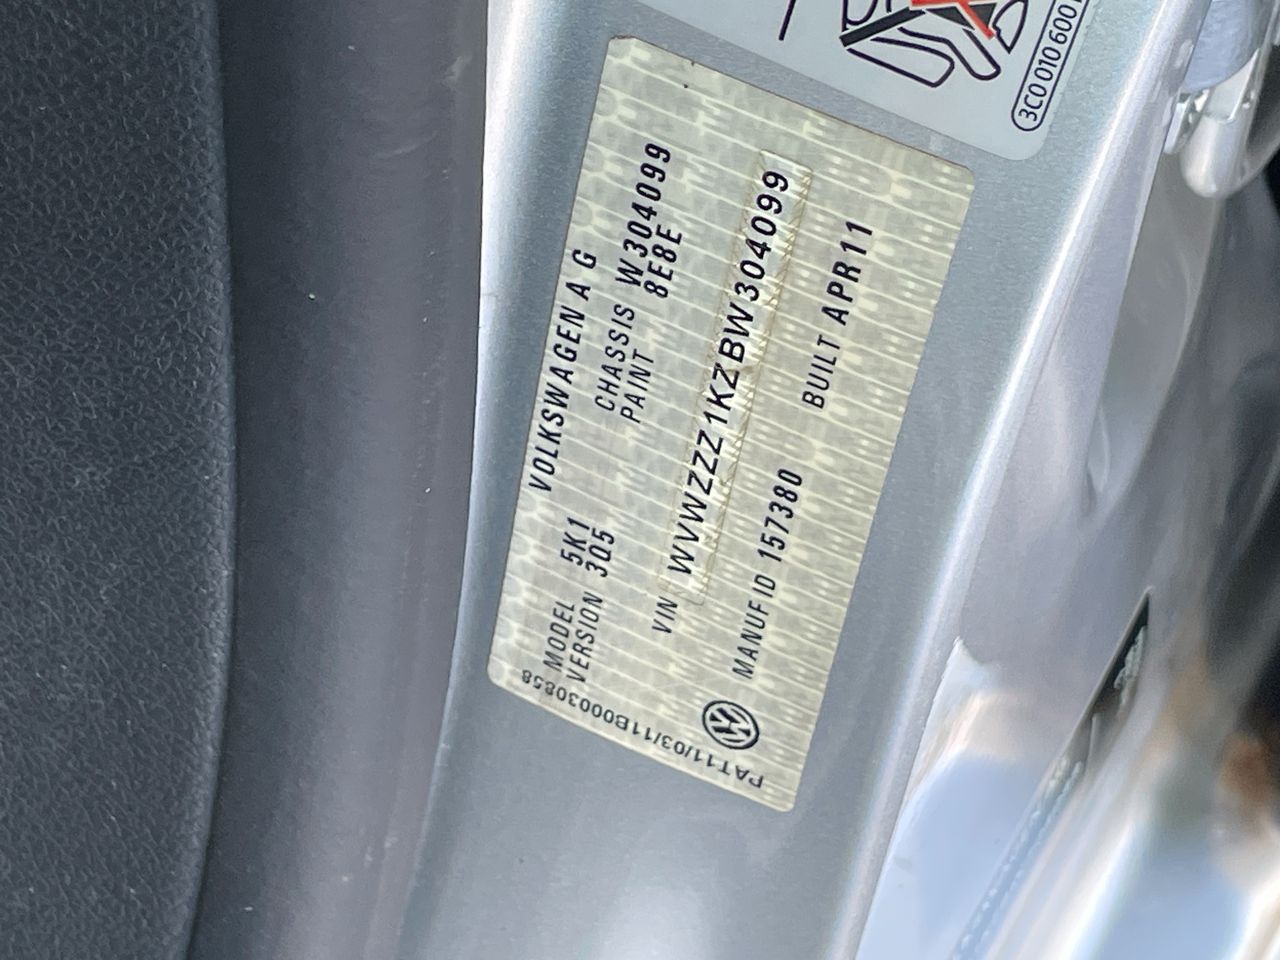 VOLKSWAGEN A G
MODEL 5K1 CHASSIS W304099
VERSION 3Q5 PAINT 8E8E
VIN WVWZZZ1KZBW304099
MANUF ID 157380 BUILT APR11
PAT11/03/11B00030858
3C0 010 600